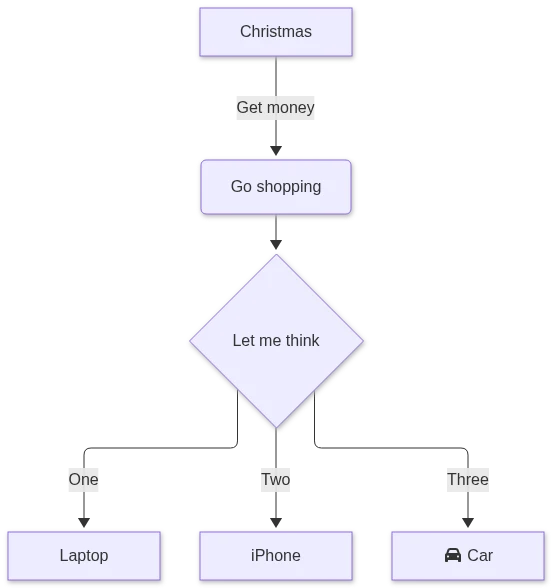 Christmas
Get money
Go shopping
Let me think
One
Two
Three
Laptop
iPhone
Car